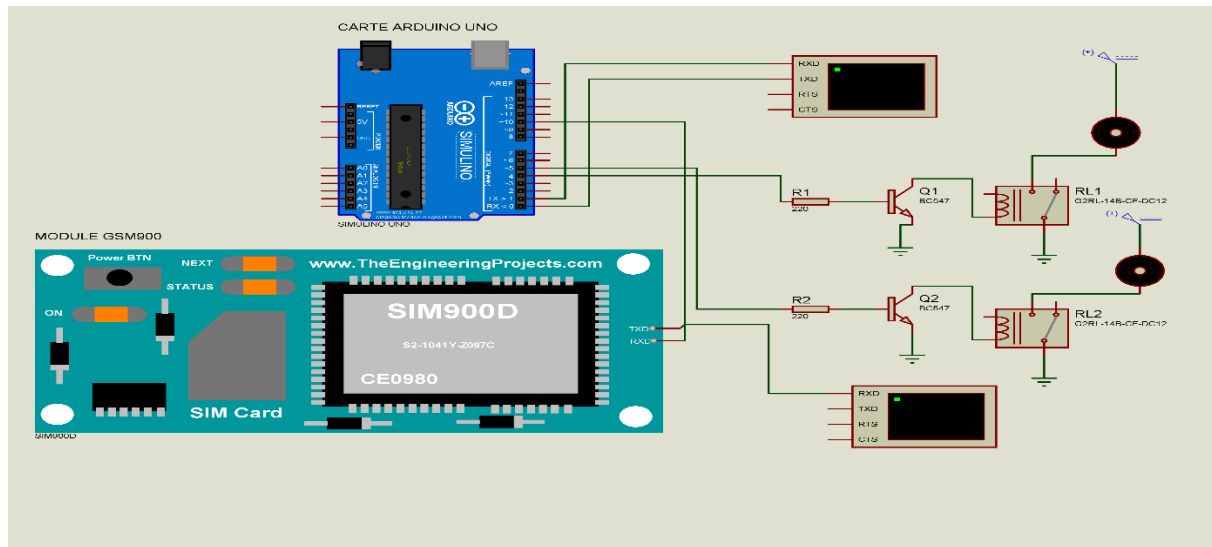 CARTE ARDUINO UNO
AREF
13
12
~11
~10
~9
8
7
~6
~5
4
~3
2
TX > 1
RX < 0
RESET
5V
POWER
A0
A1
A2
A3
A4
A5
ANALOG IN
ARDUINO
SIMULINO
SIMULINO UNO
RXD
TXD
RTS
CTS
(+)
R1
220
Q1
BC547
RL1
G2RL-14B-CF-DC12
(+)
MODULE GSM900
Power BTN
NEXT
STATUS
ON
www.TheEngineeringProjects.com
SIM900D
S2-1041Y-Z097C
CE0980
SIM Card
TXD
RXD
SIM900D
R2
220
Q2
BC547
RL2
G2RL-14B-CF-DC12
RXD
TXD
RTS
CTS